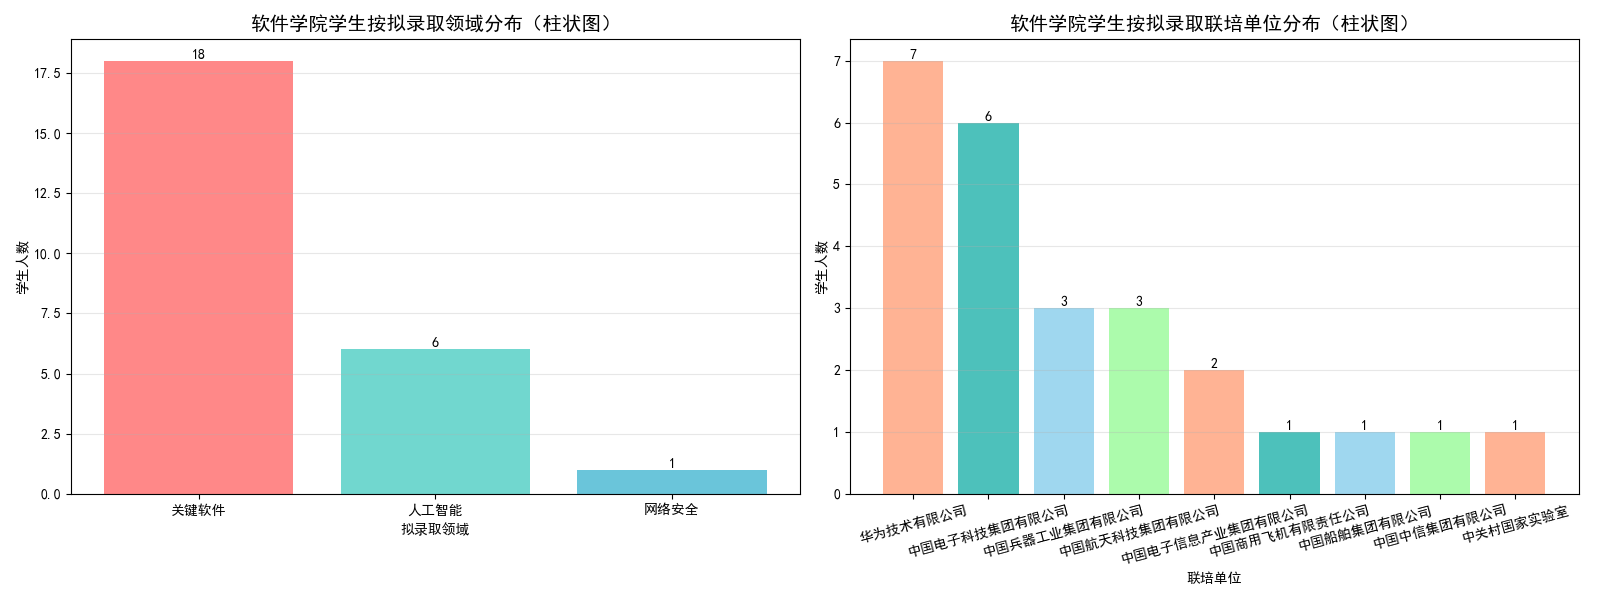 软件学院学生按拟录取领域分布（柱状图）
学生人数
17.5
15.0
12.5
10.0
7.5
5.0
2.5
0.0
18
6
1
关键软件
人工智能
网络安全
拟录取领域
软件学院学生按拟录取联培单位分布（柱状图）
学生人数
7
6
5
4
3
2
1
0
7
6
3
3
2
1
1
1
1
华为技术有限公司
中国电子科技集团有限公司
中国兵器工业集团有限公司
中国航天科技集团有限公司
中国电子信息产业集团有限公司
中国商用飞机有限责任公司
中国船舶集团有限公司
中国中信集团有限公司
中关村国家实验室
联培单位